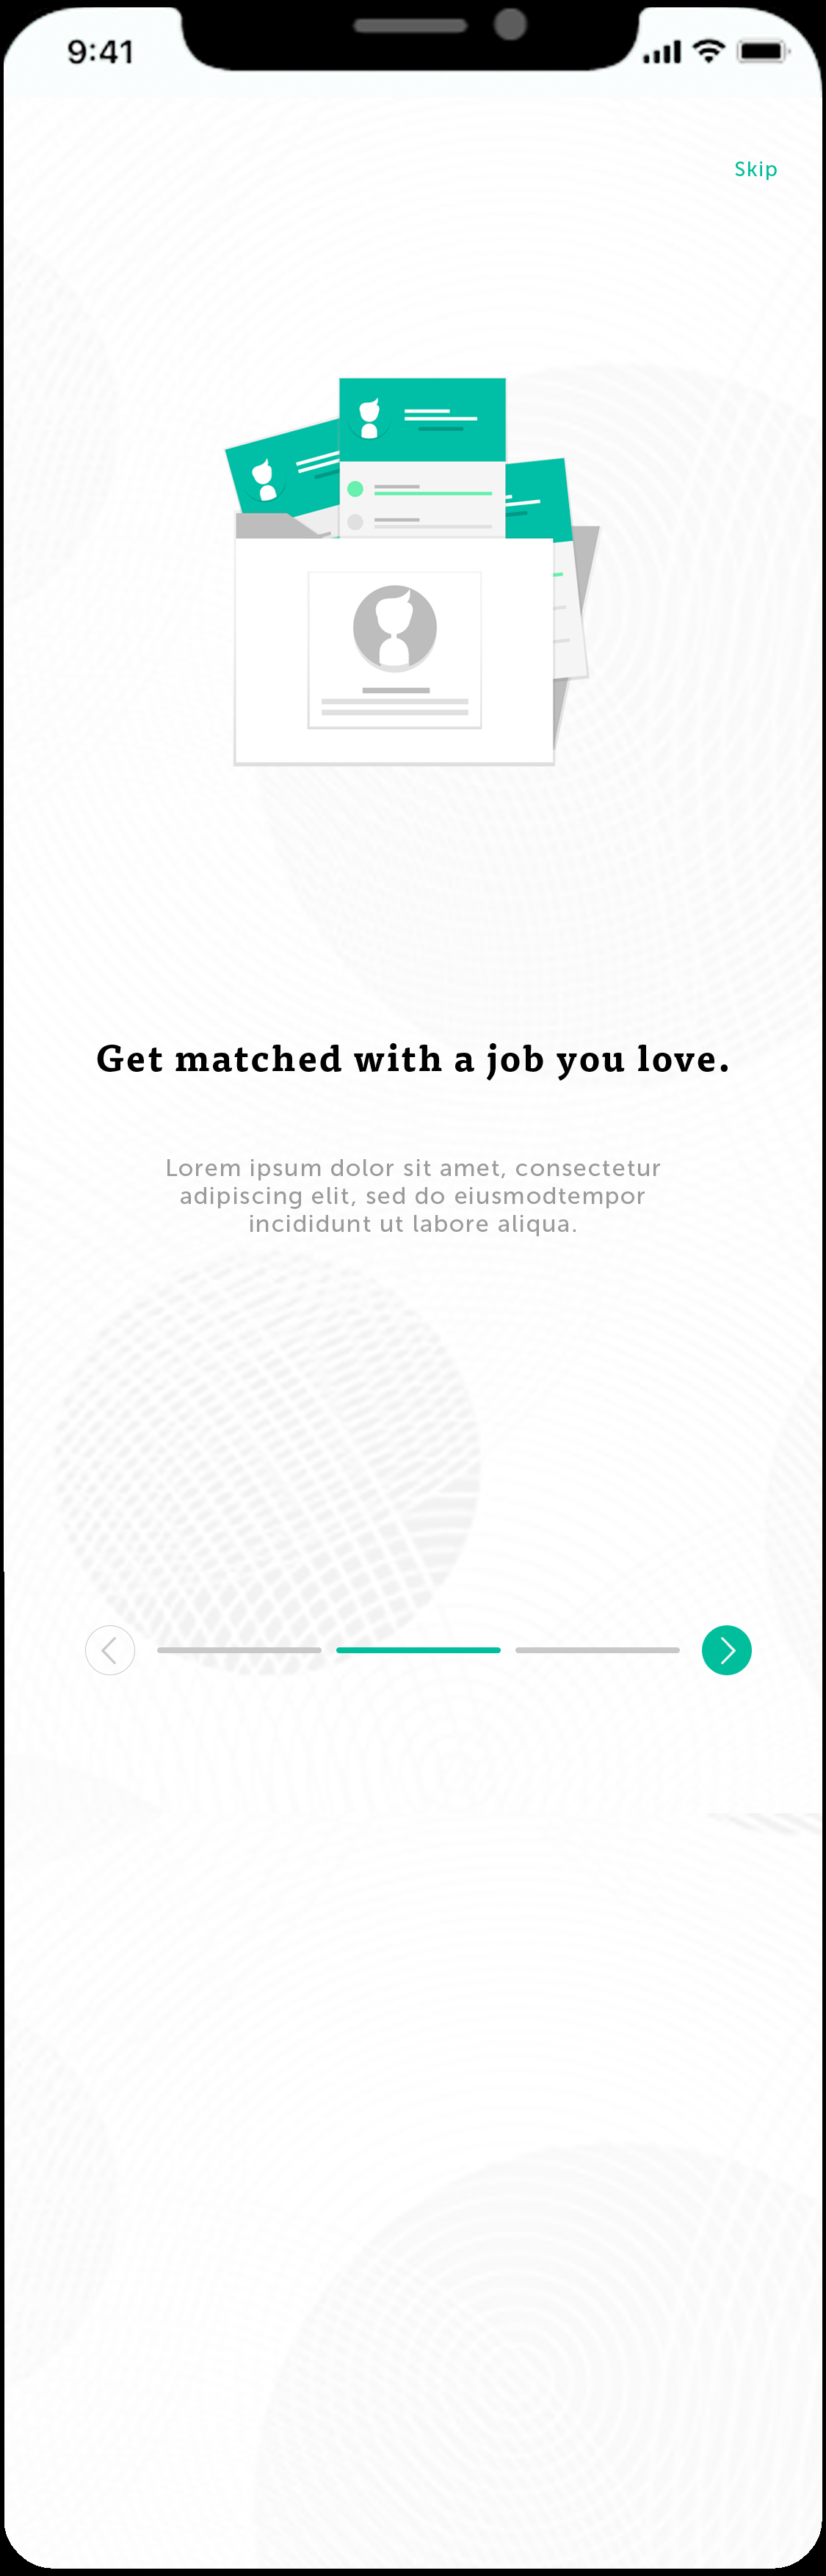 9:41
Skip
Get matched with a job you love.
Lorem ipsum dolor sit amet, consectetur
adipiscing elit, sed do eiusmodtempor
incididunt ut labore aliqua.